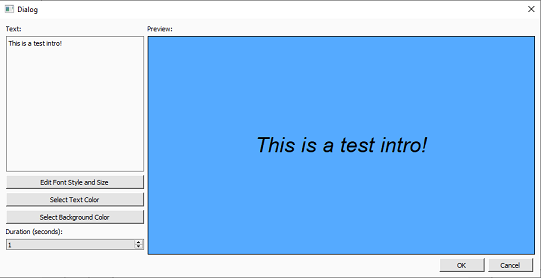 Dialog
Text:
This is a test intro!
Edit Font Style and Size
Select Text Color
Select Background Color
Duration (seconds):
1
Preview:
This is a test intro!
OK
Cancel